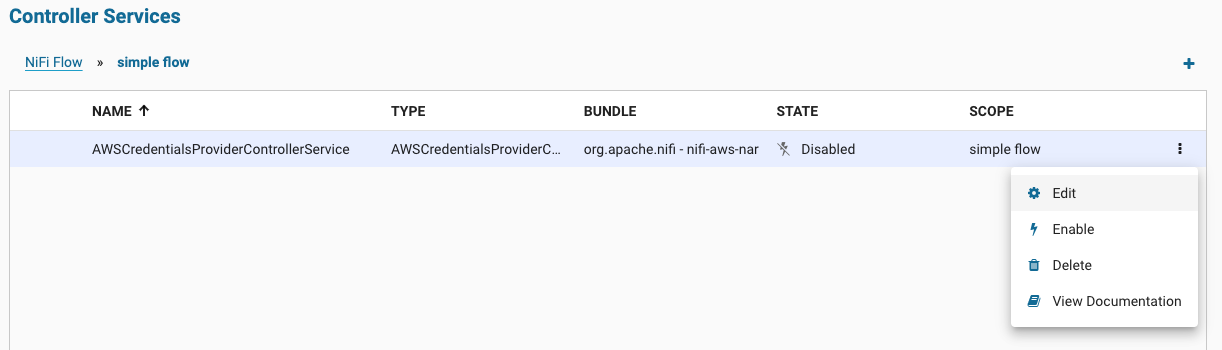 Controller Services
NiFi Flow » simple flow
NAME TYPE BUNDLE STATE SCOPE
AWSCredentialsProviderControllerService AWSCredentialsProviderC... org.apache.nifi - nifi-aws-nar Disabled simple flow
Edit
Enable
Delete
View Documentation